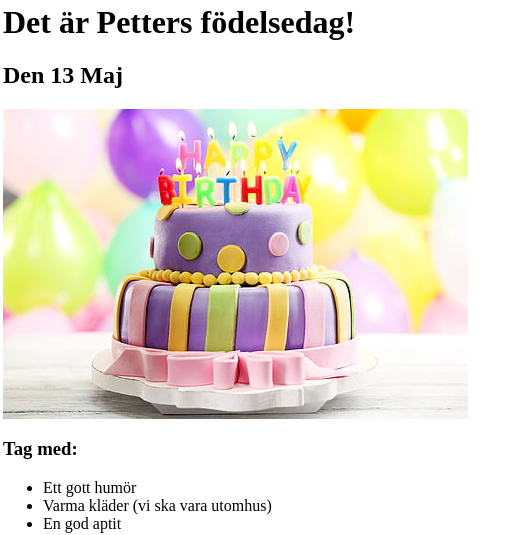 Det är Petters födelsedag!
Den 13 Maj
HAPPY
BIRTHDAY
Tag med:
Ett gott humör
Varma kläder (vi ska vara utomhus)
En god aptit